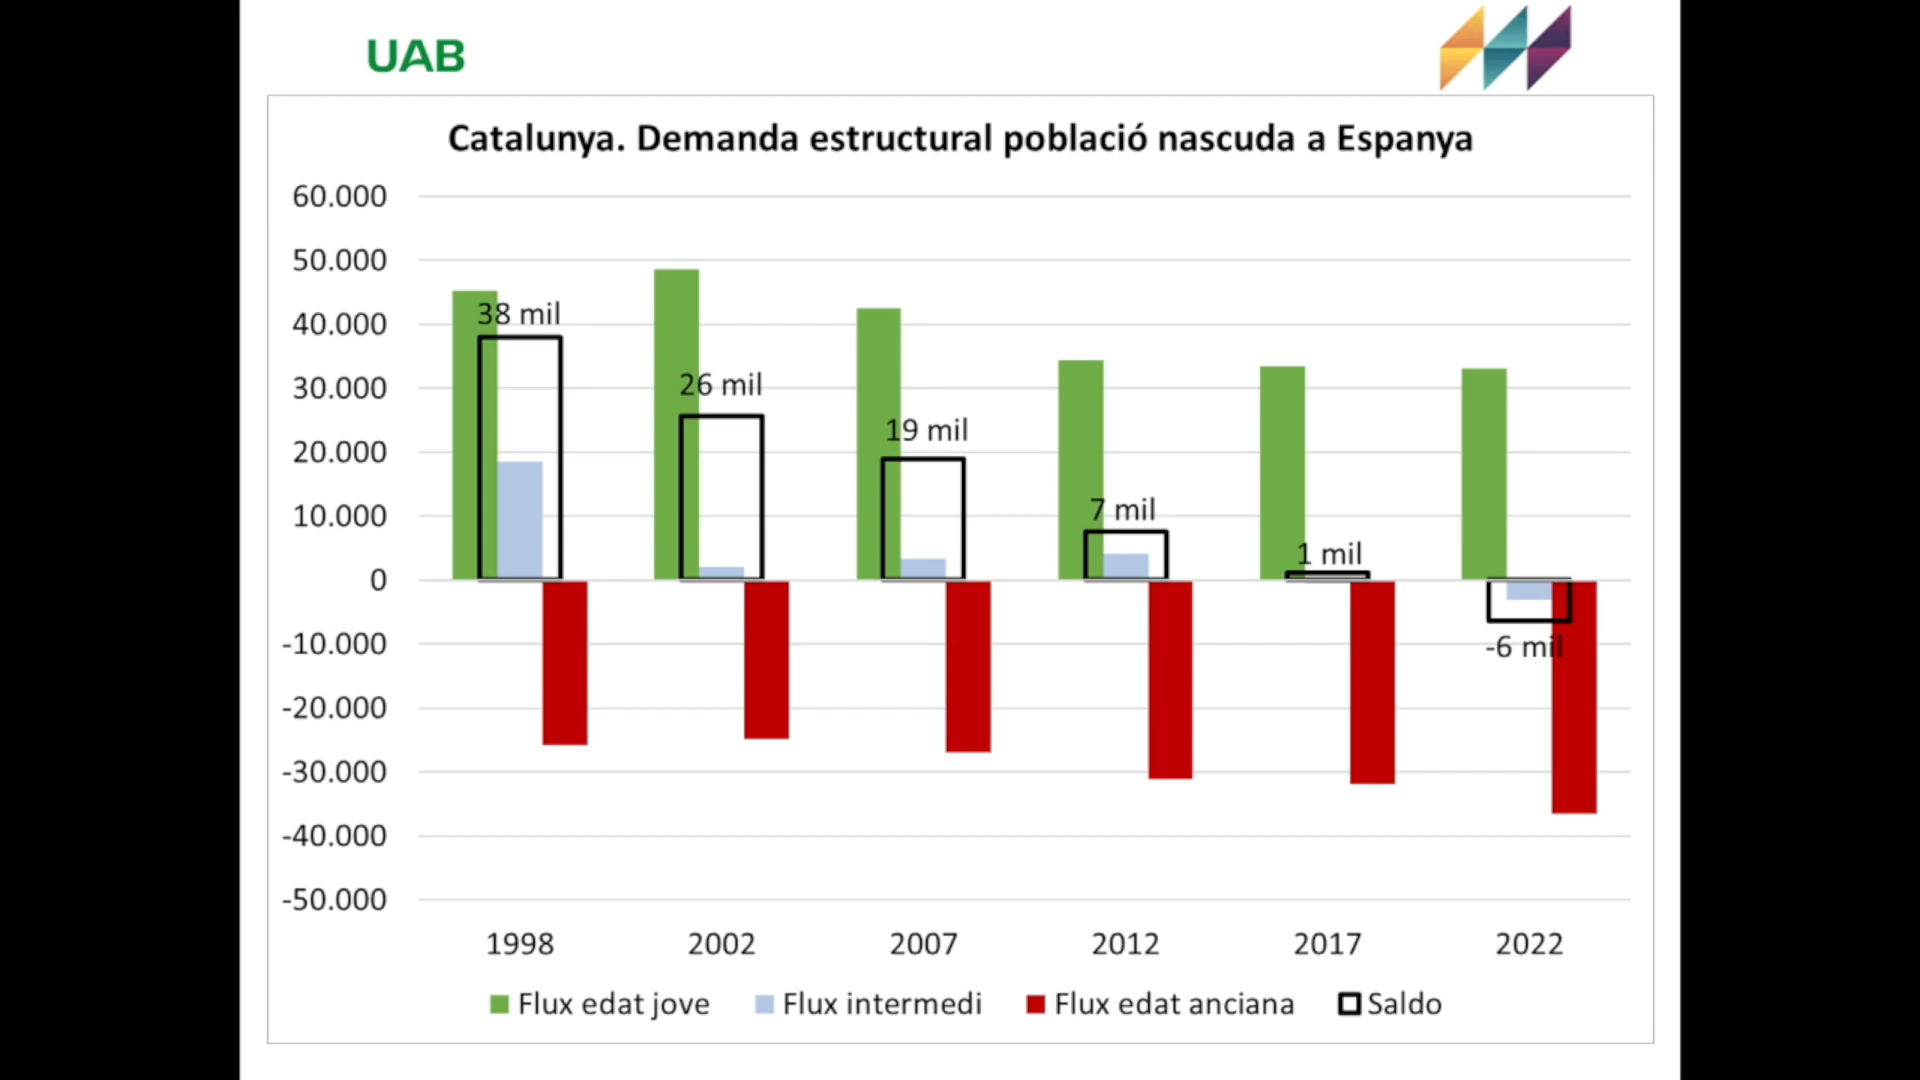 UAB
Catalunya. Demanda estructural població nascuda a Espanya
60.000
50.000
40.000
30.000
20.000
10.000
0
-10.000
-20.000
-30.000
-40.000
-50.000
38 mil
26 mil
19 mil
7 mil
1 mil
-6 mil
1998 2002 2007 2012 2017 2022
Flux edat jove Flux intermedi Flux edat anciana Saldo